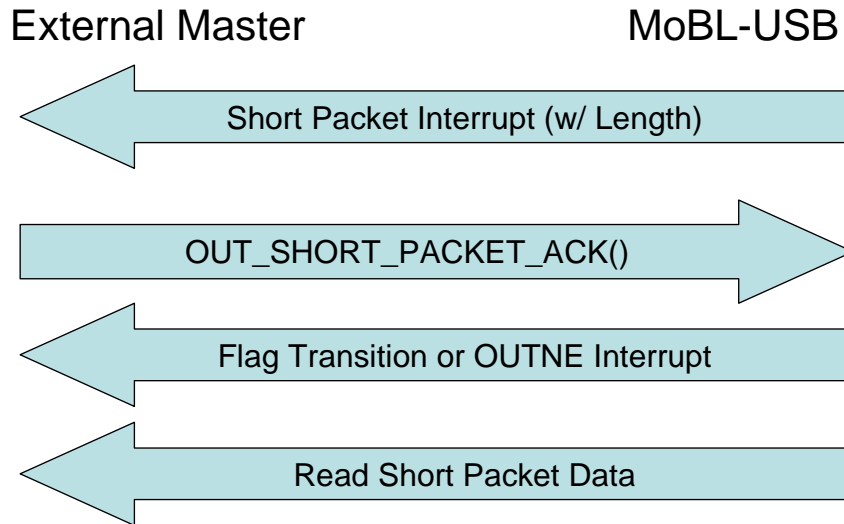 External Master MoBL-USB
Short Packet Interrupt (w/ Length)
OUT_SHORT_PACKET_ACK()
Flag Transition or OUTNE Interrupt
Read Short Packet Data